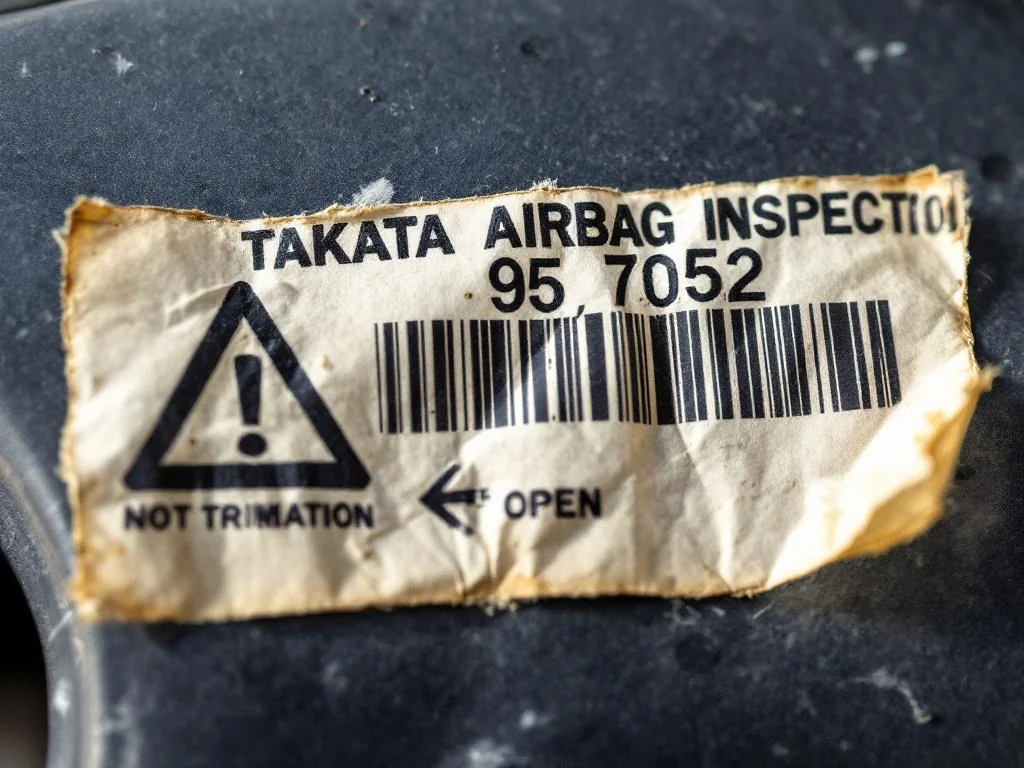 TAKATA AIRBAG INSPECTIO
95, 7052
NOT TRIMATION
OPEN